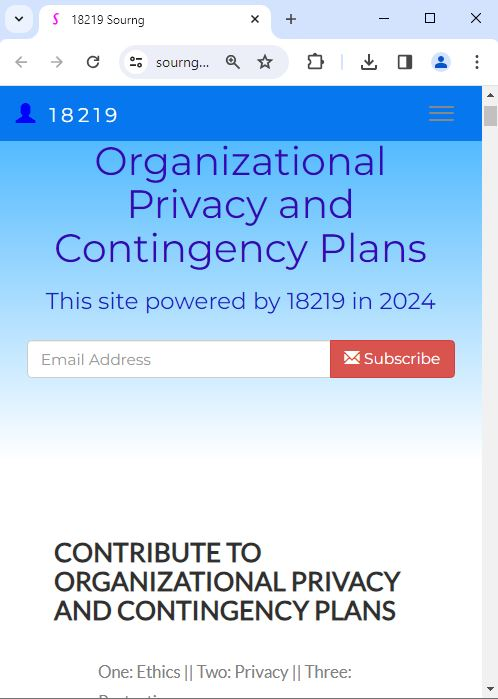 18219 Sourng
sourng...
18219
Organizational
Privacy and
Contingency Plans
This site powered by 18219 in 2024
Email Address
Subscribe
CONTRIBUTE TO
ORGANIZATIONAL PRIVACY
AND CONTINGENCY PLANS
One: Ethics || Two: Privacy || Three: